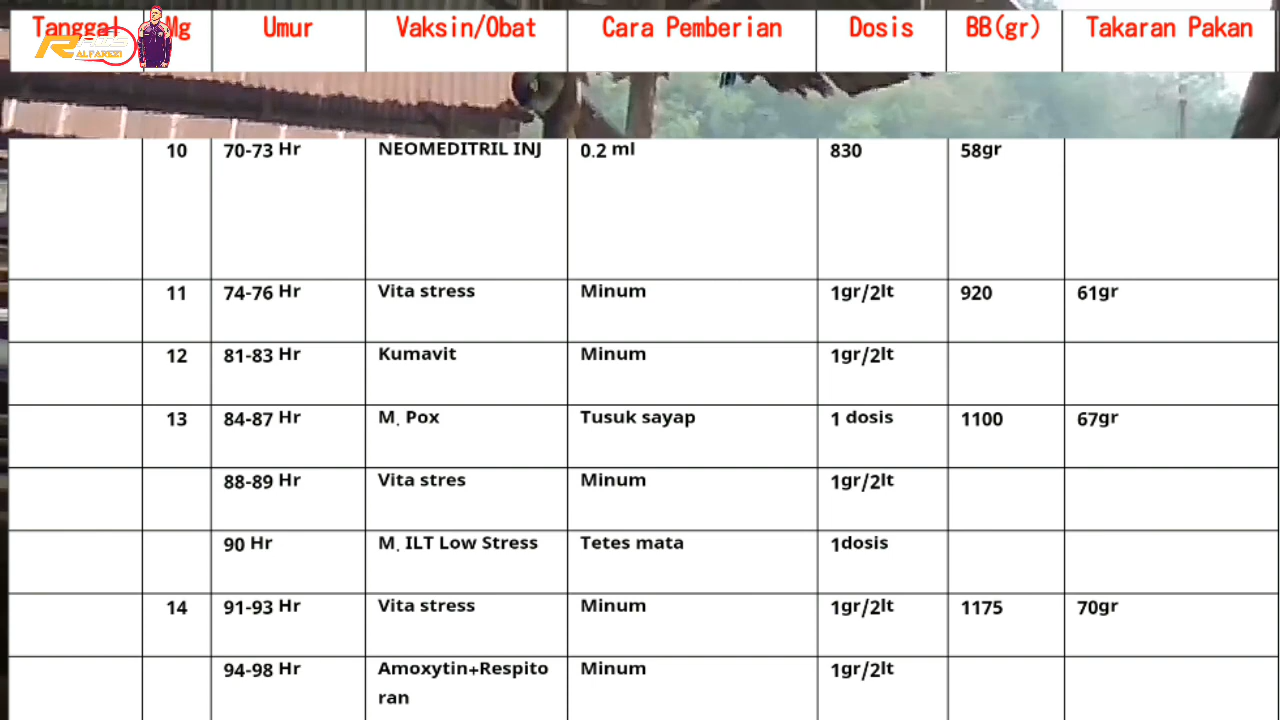 Tanggal Mg Umur Vaksin/Obat Cara Pemberian Dosis BB(gr) Takaran Pakan
ALFAREZI
10 70-73 Hr NEOMEDITRIL INJ 0.2 ml 830 58gr
11 74-76 Hr Vita stress Minum 1gr/2lt 920 61gr
12 81-83 Hr Kumavit Minum 1gr/2lt
13 84-87 Hr M. Pox Tusuk sayap 1 dosis 1100 67gr
88-89 Hr Vita stres Minum 1gr/2lt
90 Hr M. ILT Low Stress Tetes mata 1dosis
14 91-93 Hr Vita stress Minum 1gr/2lt 1175 70gr
94-98 Hr Amoxytin+Respito Minum 1gr/2lt
ran